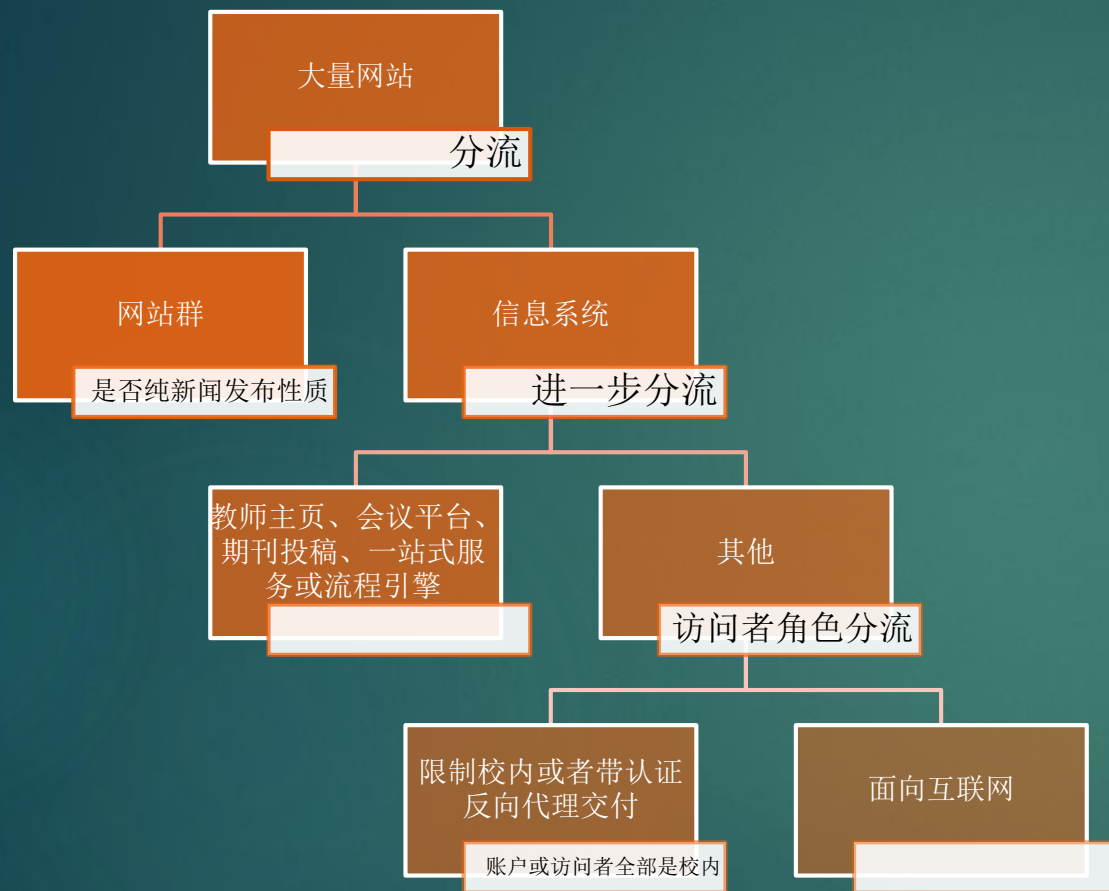 大量网站
分流
网站群
是否纯新闻发布性质
信息系统
进一步分流
教师主页、会议平台、
期刊投稿、一站式服
务或流程引擎
其他
访问者角色分流
限制校内或者带认证
反向代理交付
账户或访问者全部是校内
面向互联网